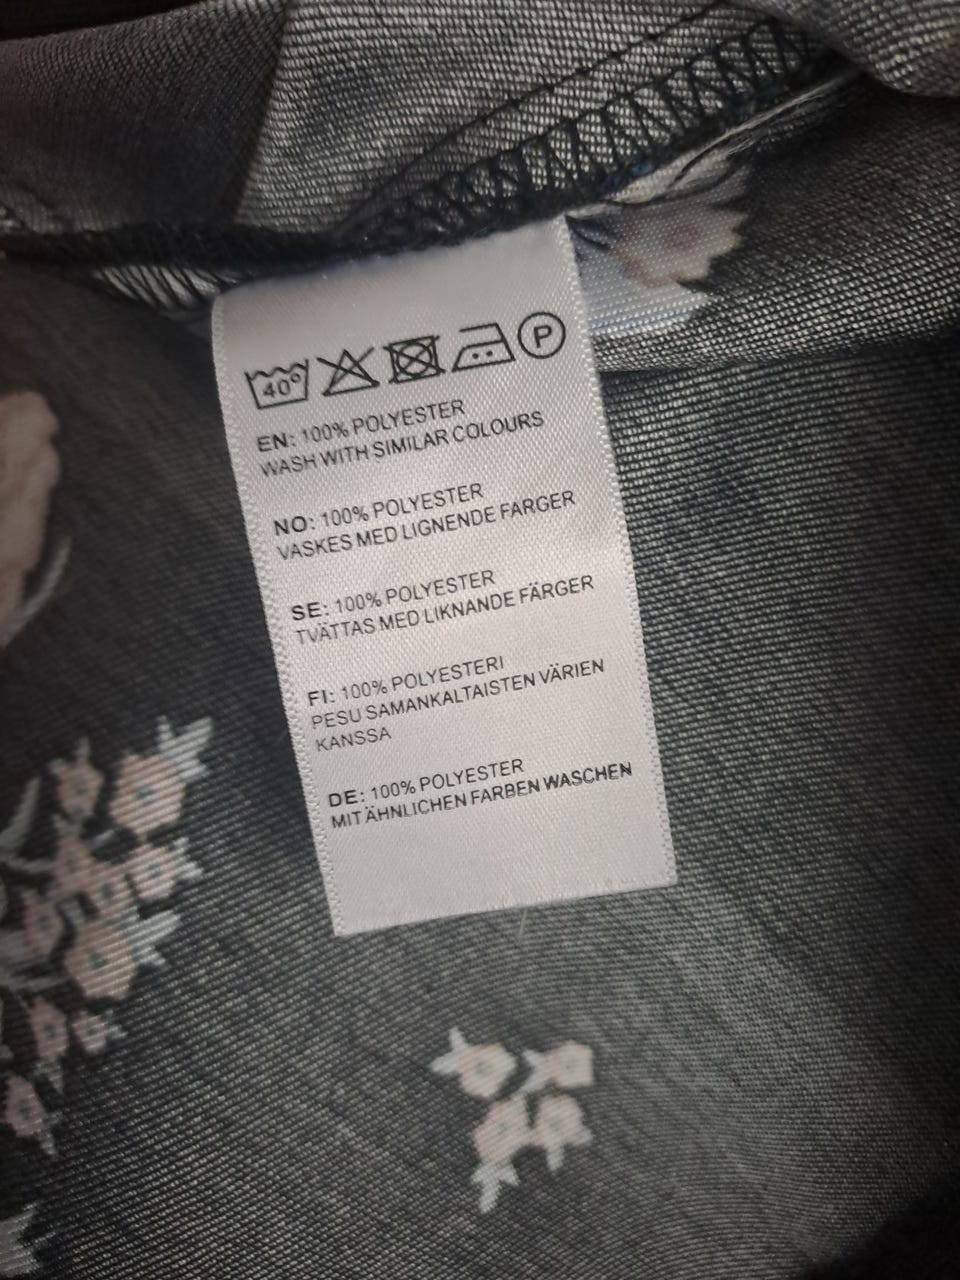 40° P
EN: 100% POLYESTER
WASH WITH SIMILAR COLOURS
NO: 100% POLYESTER
VASKES MED LIGNENDE FARGER
SE: 100% POLYESTER
TVÄTTAS MED LIKNANDE FÄRGER
FI: 100% POLYESTERI
PESU SAMANKALTAISTEN VÄRIEN
KANSSA
DE: 100% POLYESTER
MIT ÄHNLICHEN FARBEN WASCHEN